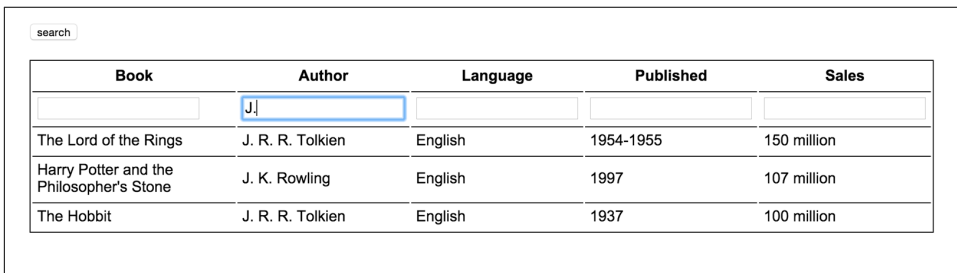 search
Book Author Language Published Sales
J.
The Lord of the Rings J. R. R. Tolkien English 1954-1955 150 million
Harry Potter and the
Philosopher's Stone J. K. Rowling English 1997 107 million
The Hobbit J. R. R. Tolkien English 1937 100 million